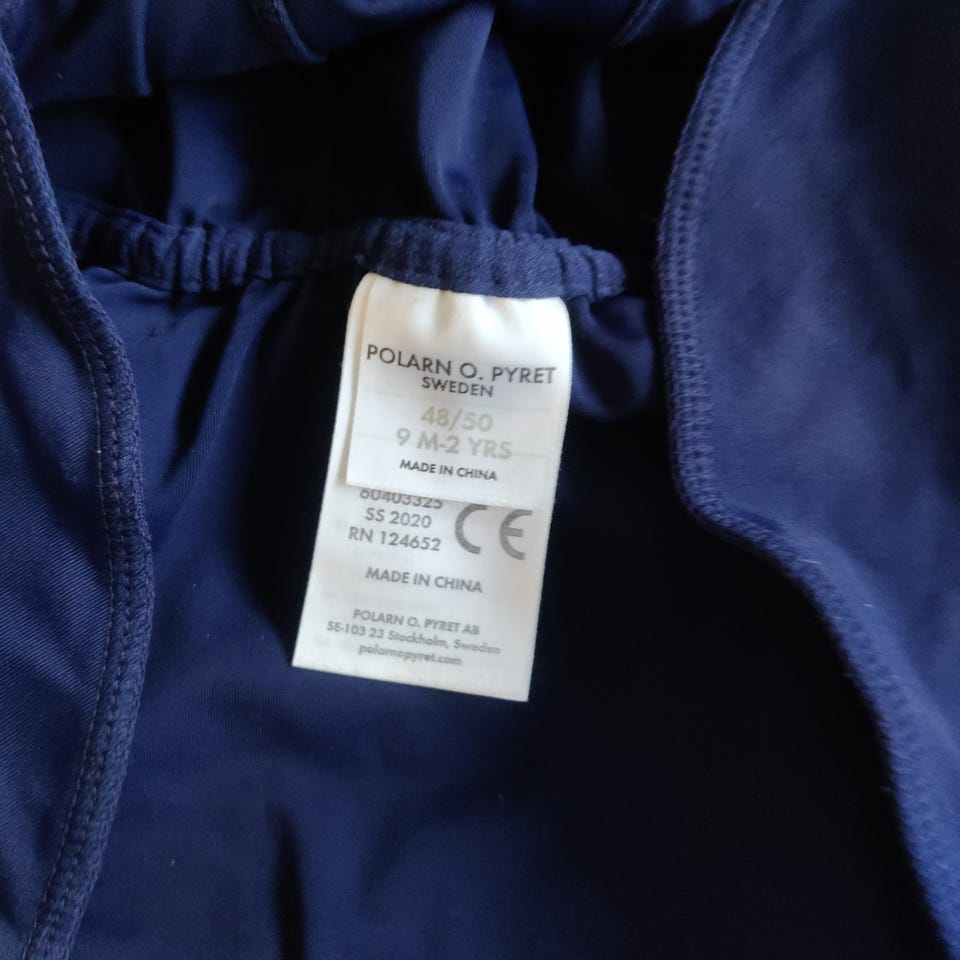 POLARN O. PYRET
SWEDEN
48/50
9 M-2 YRS
MADE IN CHINA
60403325
SS 2020
RN 124652
CE
MADE IN CHINA
POLARN O. PYRET AB
SE-103 23 Stockholm, Sweden
polarnopyret.com